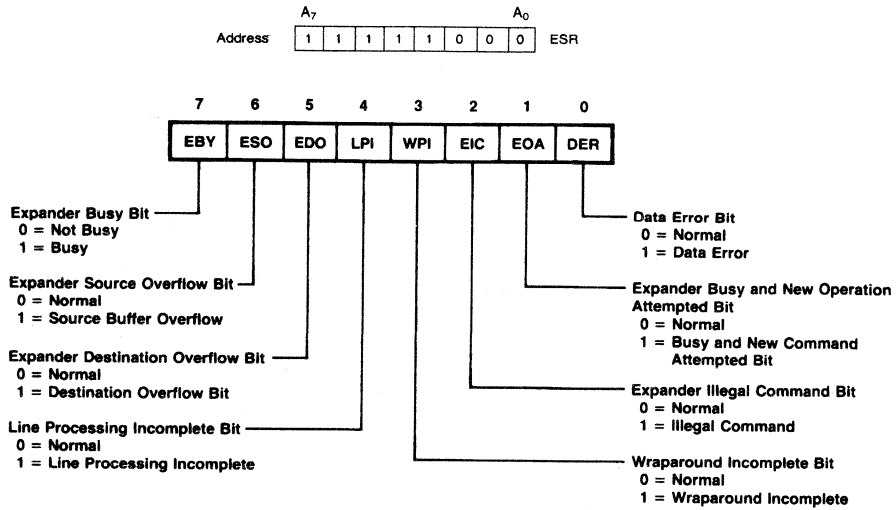 A7 A0
Address 1 1 1 1 1 0 0 0 ESR
7 6 5 4 3 2 1 0
EBY ESO EDO LPI WPI EIC EOA DER
Expander Busy Bit
0 = Not Busy
1 = Busy
Expander Source Overflow Bit
0 = Normal
1 = Source Buffer Overflow
Expander Destination Overflow Bit
0 = Normal
1 = Destination Overflow Bit
Line Processing Incomplete Bit
0 = Normal
1 = Line Processing Incomplete
Data Error Bit
0 = Normal
1 = Data Error
Expander Busy and New Operation
Attempted Bit
0 = Normal
1 = Busy and New Command
Attempted Bit
Expander Illegal Command Bit
0 = Normal
1 = Illegal Command
Wraparound Incomplete Bit
0 = Normal
1 = Wraparound Incomplete